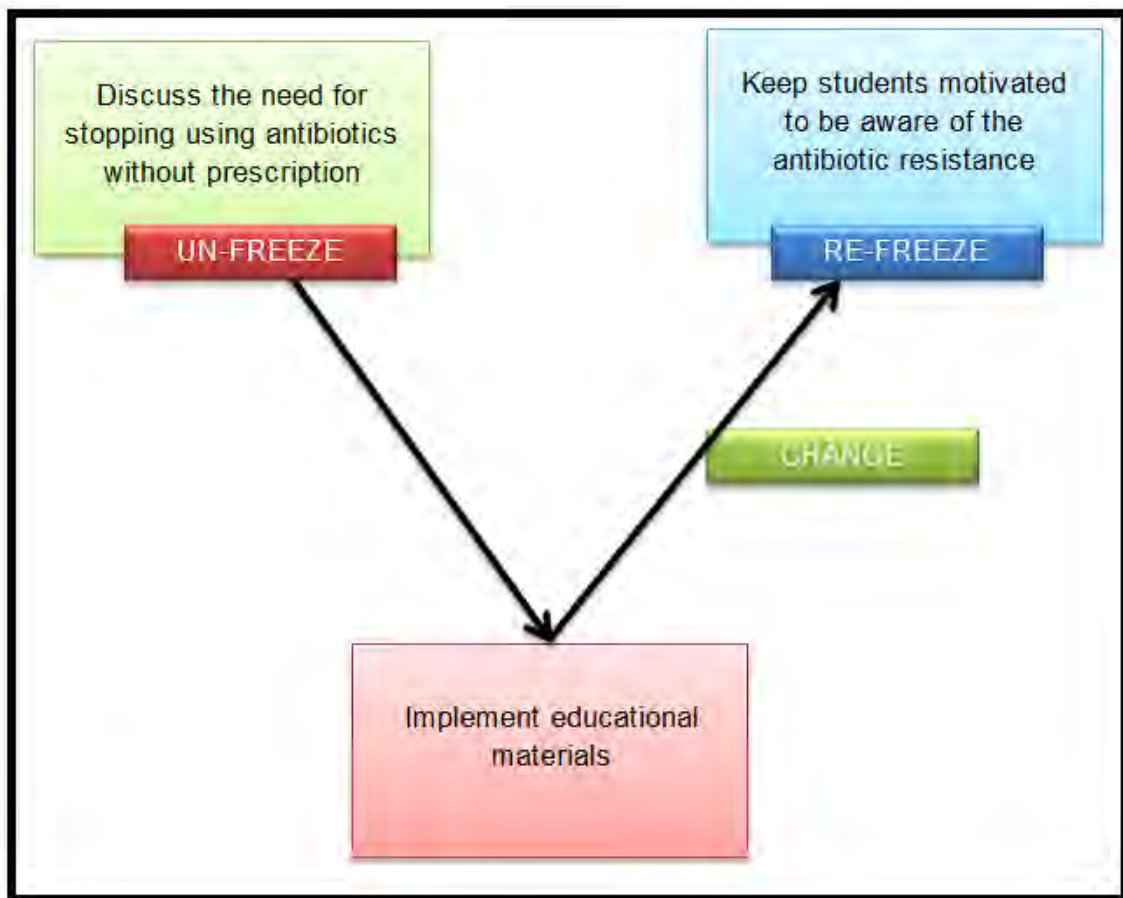 Discuss the need for
stopping using antibiotics
without prescription
UN-FREEZE
Keep students motivated
to be aware of the
antibiotic resistance
RE-FREEZE
CHANGE
Implement educational
materials